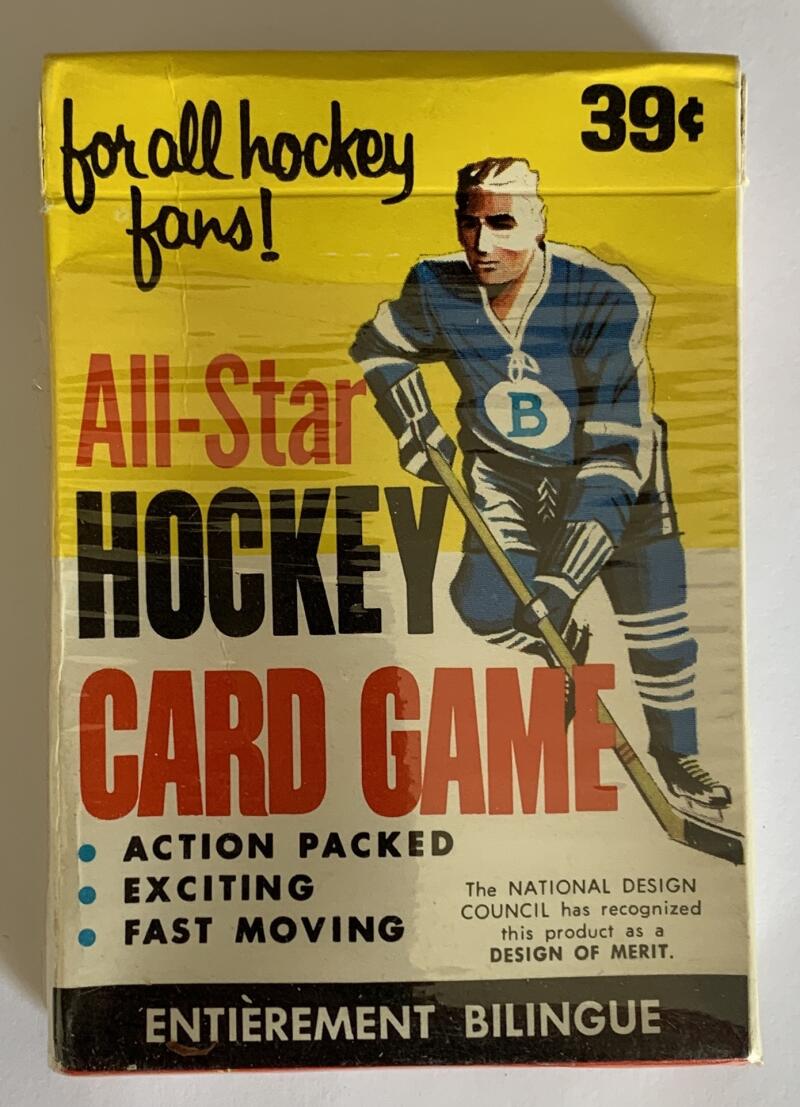 for all hockey
fans!
39¢
B
All-Star
HOCKEY
CARD GAME
• ACTION PACKED
• EXCITING
• FAST MOVING
The NATIONAL DESIGN
COUNCIL has recognized
this product as a
DESIGN OF MERIT.
ENTIÈREMENT BILINGUE